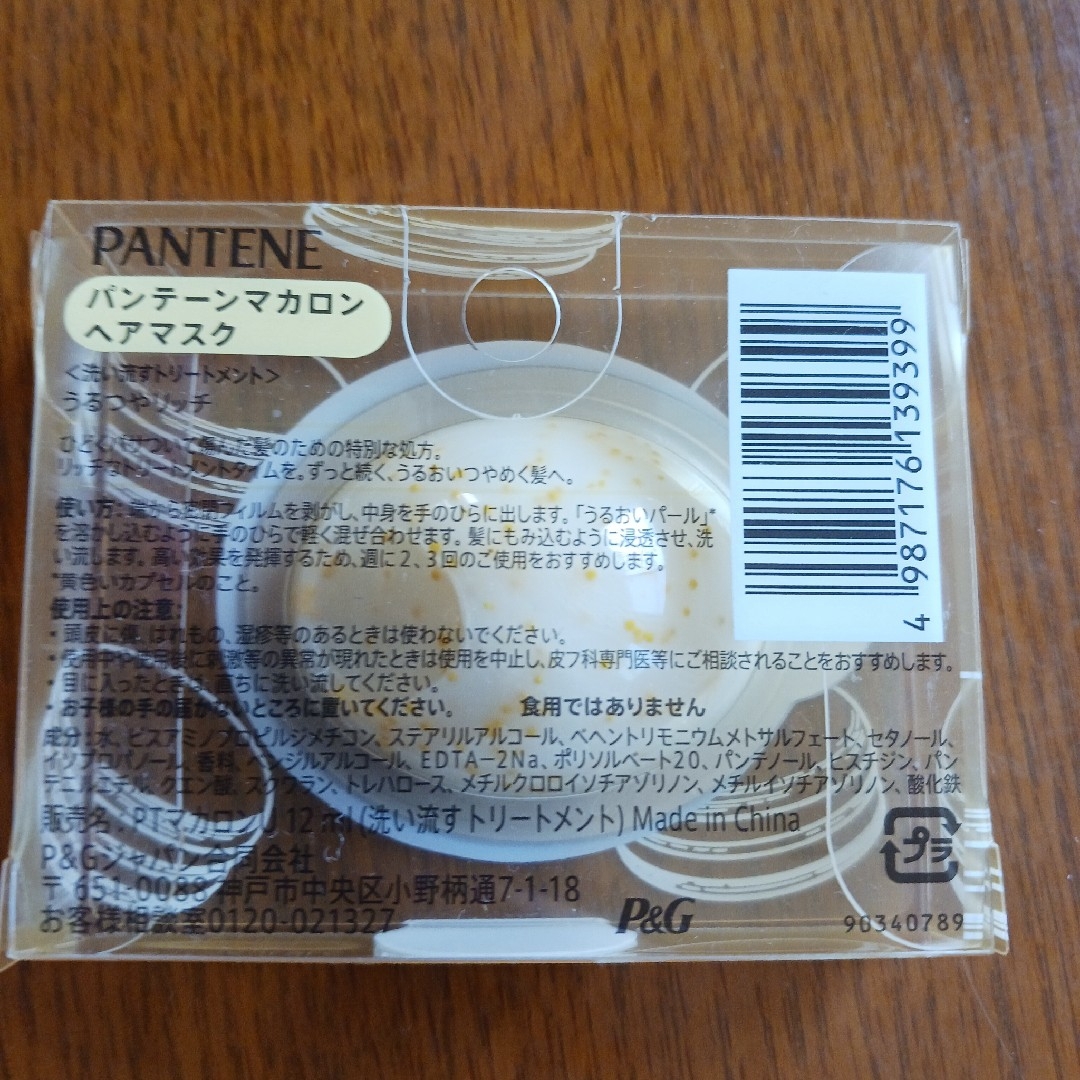 PANTENE
パンテーンマカロン
ヘアマスク
<洗い流すトリートメント>
うるつやリッチ
ひどくパサついて傷んだ髪のための特別な処方。
リッチなトリートメントタイムを。ずっと続く、うるおいつやめく髪へ。
使い方:端から密閉フィルムを剥がし、中身を手のひらに出します。「うるおいパール」*
を溶かし込むように手のひらで軽く混ぜ合わせます。髪にもみ込むように浸透させ、洗
い流します。高い効果を発揮するため、週に2、3回のご使用をおすすめします。
*黄色いカプセルのこと。
使用上の注意:
・頭皮に傷、はれもの、湿疹等のあるときは使わないでください。
・使用中や使用後に刺激等の異常が現れたときは使用を中止し、皮フ科専門医等にご相談されることをおすすめします。
・目に入ったときは、直ちに洗い流してください。
・お子様の手の届かないところに置いてください。 食用ではありません
成分:水、ビスアミノプロピルジメチコン、ステアリルアルコール、ベヘントリモニウムメトサルフェート、セタノール、
イソプロパノール、香料、ベンジルアルコール、EDTA-2Na、ポリソルベート20、パンテノール、ヒスチジン、パン
テニルエチル、クエン酸、スクワラン、トレハロース、メチルクロロイソチアゾリノン、メチルイソチアゾリノン、酸化鉄
販売名:PTマカロンU 12 ml (洗い流すトリートメント) Made in China
P&Gジャパン合同会社
〒651-0088 神戸市中央区小野柄通7-1-18
お客様相談室0120-021327
P&G
90340789
プラ
4 987176 139399